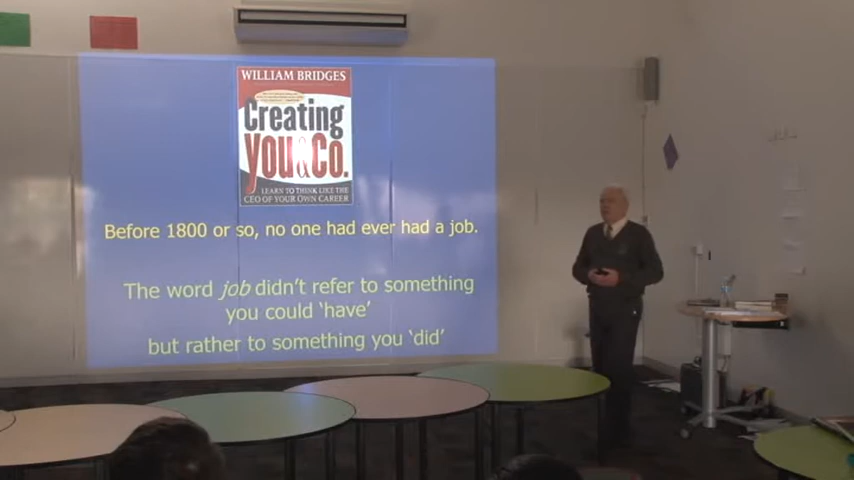 WILLIAM BRIDGES
Creating
You & Co.
LEARN TO THINK LIKE THE
CEO OF YOUR OWN CAREER
Before 1800 or so, no one had ever had a job.
The word job didn't refer to something
you could 'have'
but rather to something you 'did'